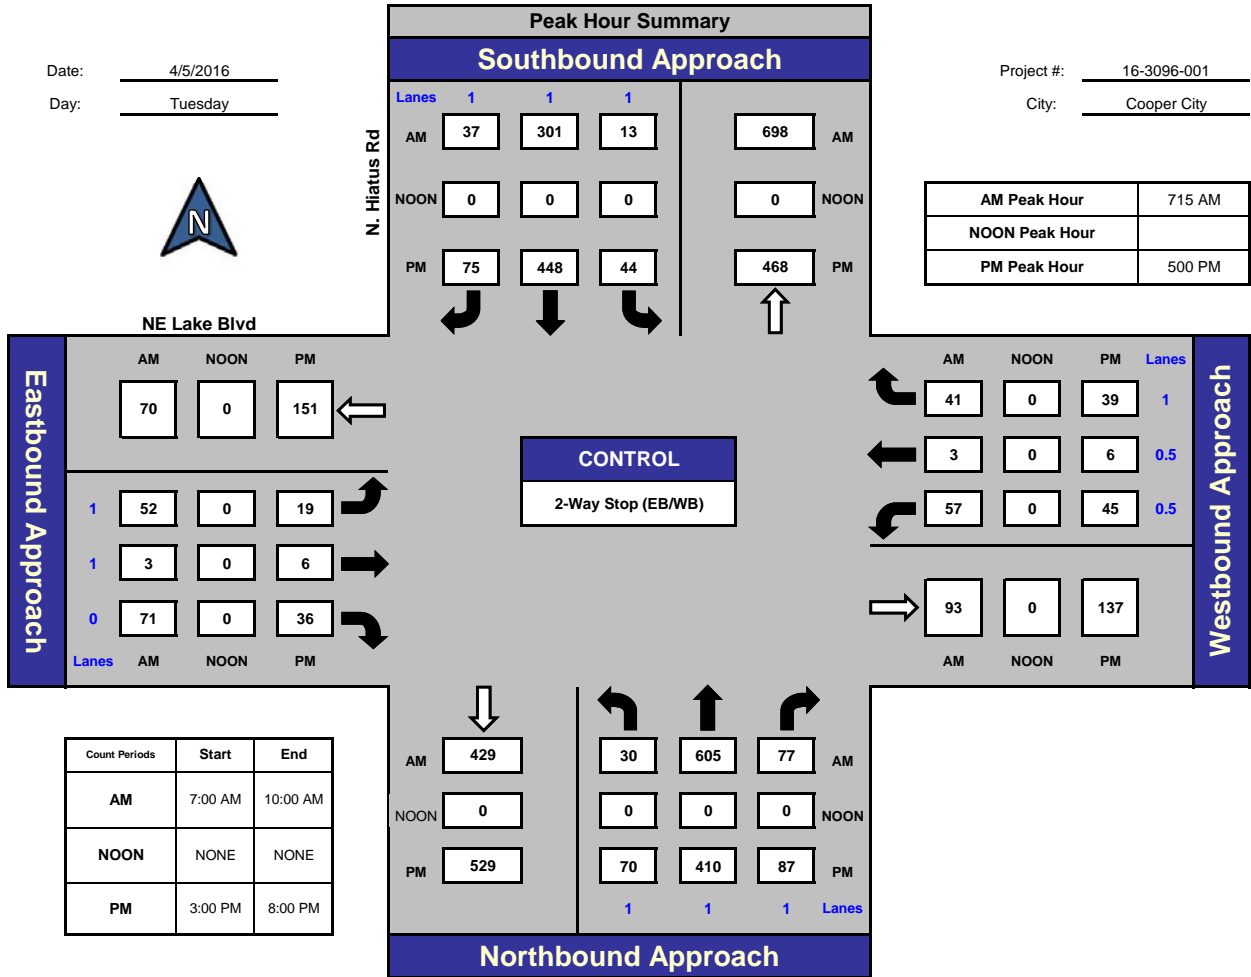 Peak Hour Summary
Southbound Approach
Date: 4/5/2016
Day: Tuesday
Project #: 16-3096-001
City: Cooper City
N
N. Hiatus Rd
Lanes 1 1 1
AM 37 301 13 698 AM
NOON 0 0 0 0 NOON
PM 75 448 44 468 PM
AM Peak Hour 715 AM
NOON Peak Hour
PM Peak Hour 500 PM
NE Lake Blvd
Eastbound Approach
AM NOON PM
70 0 151
1 52 0 19
1 3 0 6
0 71 0 36
Lanes AM NOON PM
CONTROL
2-Way Stop (EB/WB)
AM NOON PM Lanes
41 0 39 1
3 0 6 0.5
57 0 45 0.5
93 0 137
AM NOON PM
Westbound Approach
Count Periods Start End
AM 7:00 AM 10:00 AM
NOON NONE NONE
PM 3:00 PM 8:00 PM
AM 429 30 605 77 AM
NOON 0 0 0 0 NOON
PM 529 70 410 87 PM
1 1 1 Lanes
Northbound Approach